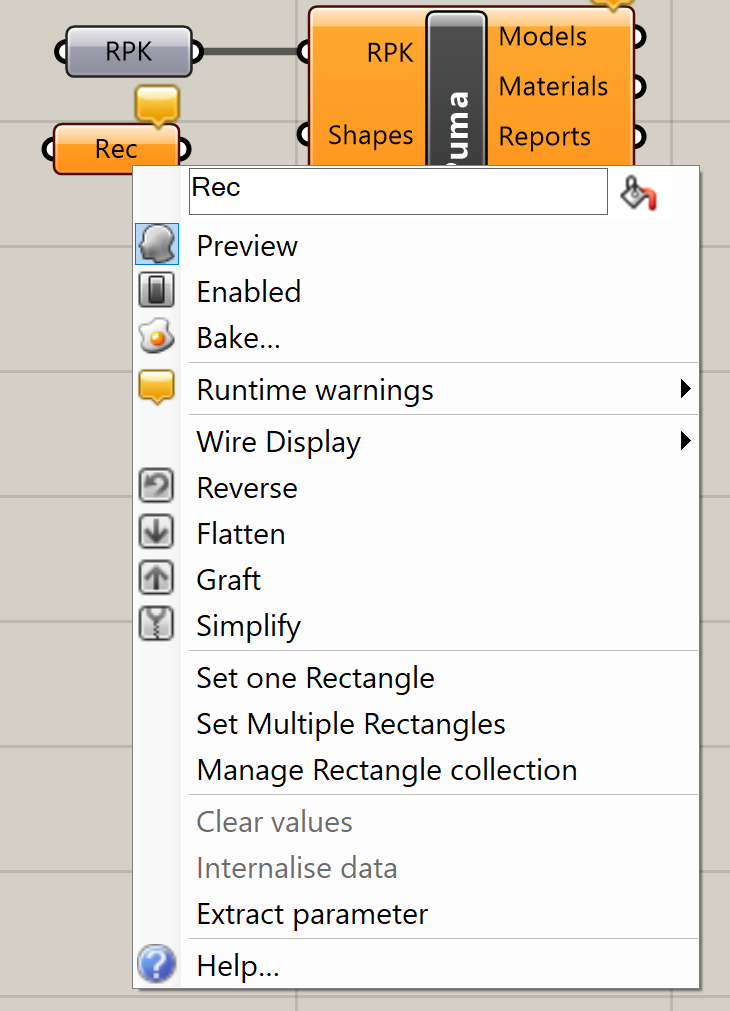 RPK
RPK
Models
Materials
Shapes
Reports
Rec
Rec
Preview
Enabled
Bake...
Runtime warnings
Wire Display
Reverse
Flatten
Graft
Simplify
Set one Rectangle
Set Multiple Rectangles
Manage Rectangle collection
Clear values
Internalise data
Extract parameter
Help...